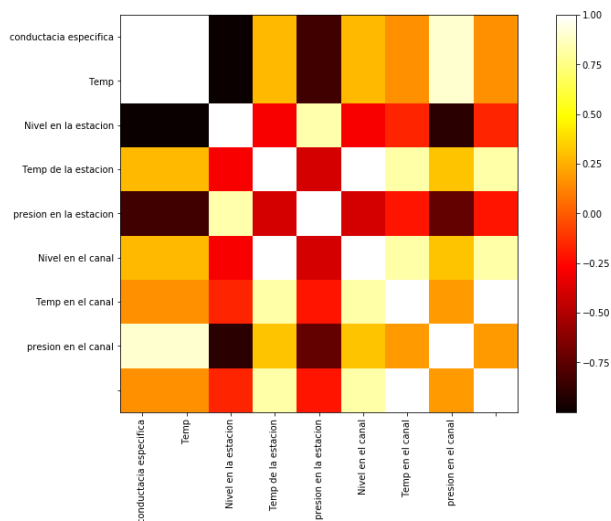 conductacia especifica
Temp
Nivel en la estacion
Temp de la estacion
presion en la estacion
Nivel en el canal
Temp en el canal
presion en el canal
1.00
0.75
0.50
0.25
0.00
−0.25
−0.50
−0.75
conductacia especifica
Temp
Nivel en la estacion
Temp de la estacion
presion en la estacion
Nivel en el canal
Temp en el canal
presion en el canal